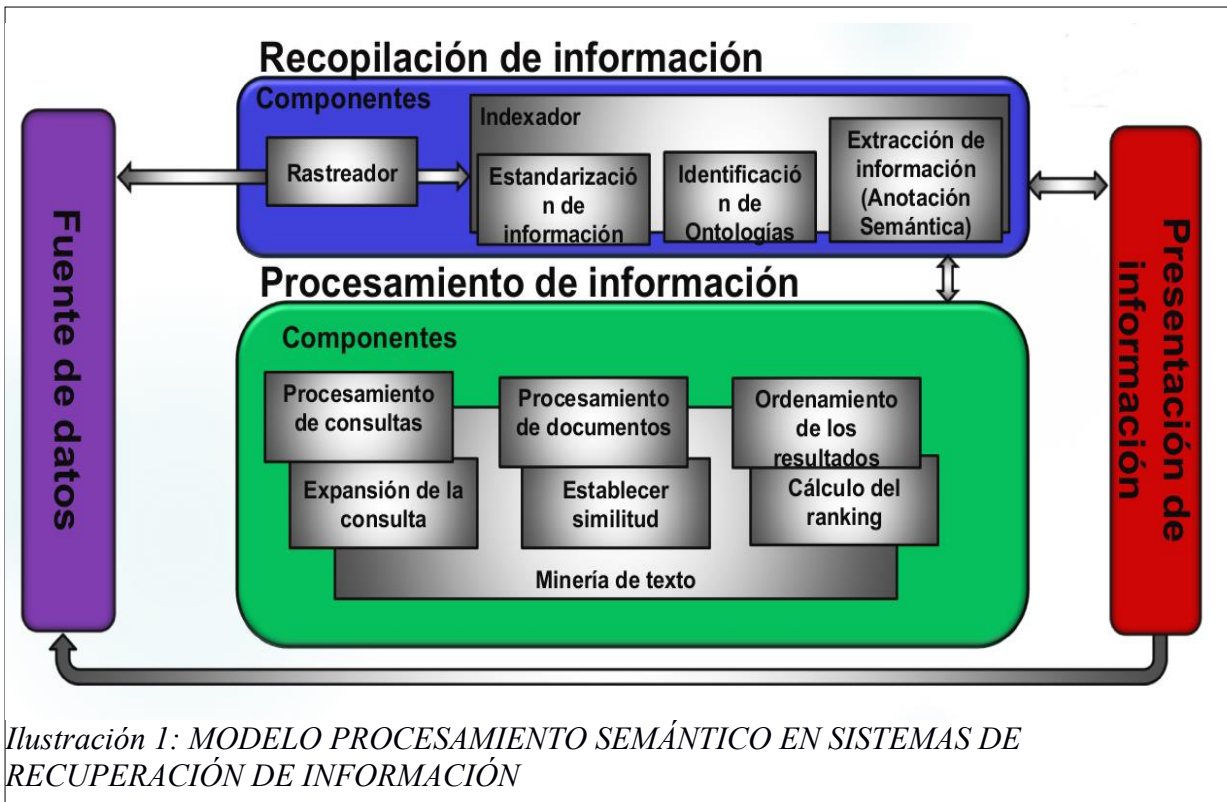 Recopilación de información
Componentes
Indexador
Rastreador
Estandarizació
n de
información
Identificació
n de
Ontologías
Extracción de
información
(Anotación
Semántica)
Fuente de datos
Presentación de
información
Procesamiento de información
Componentes
Procesamiento
de consultas
Procesamiento
de documentos
Ordenamiento
de los
resultados
Expansión de la
consulta
Establecer
similitud
Cálculo del
ranking
Minería de texto
Ilustración 1: MODELO PROCESAMIENTO SEMÁNTICO EN SISTEMAS DE
RECUPERACIÓN DE INFORMACIÓN